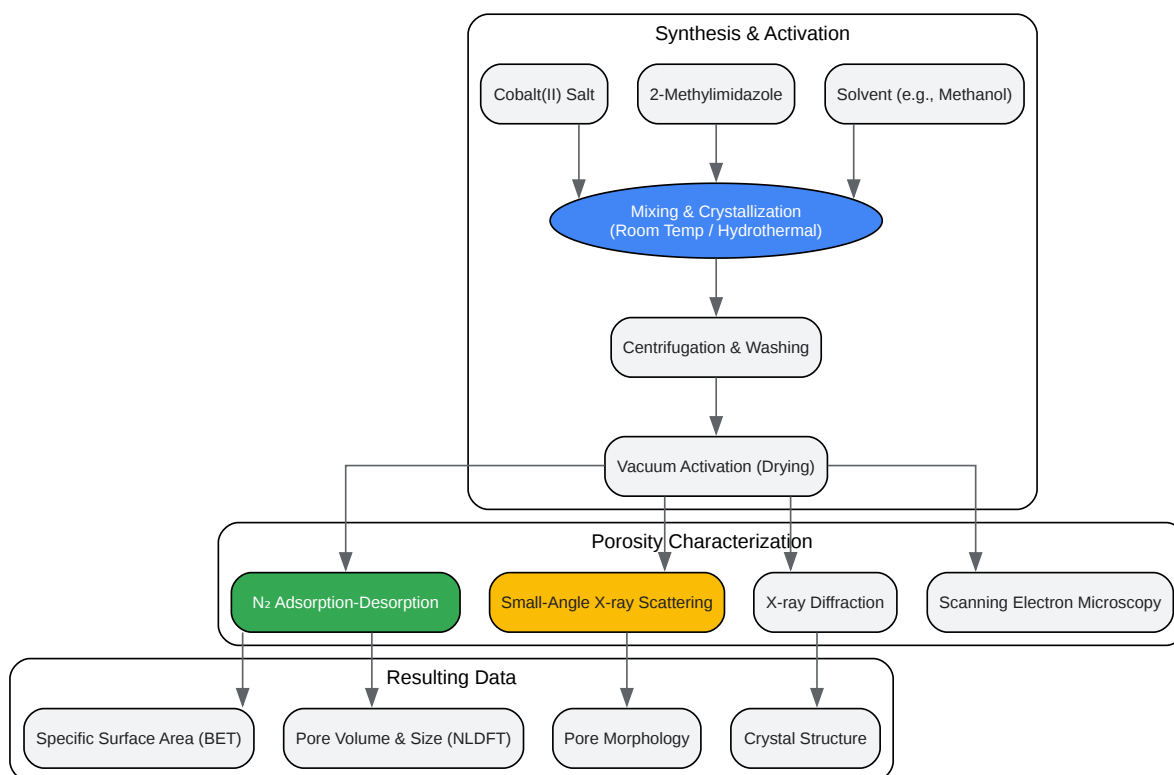 Synthesis & Activation
Cobalt(II) Salt
2-Methylimidazole
Solvent (e.g., Methanol)
Mixing & Crystallization
(Room Temp / Hydrothermal)
Centrifugation & Washing
Vacuum Activation (Drying)
Porosity Characterization
N₂ Adsorption-Desorption
Small-Angle X-ray Scattering
X-ray Diffraction
Scanning Electron Microscopy
Resulting Data
Specific Surface Area (BET)
Pore Volume & Size (NLDFT)
Pore Morphology
Crystal Structure